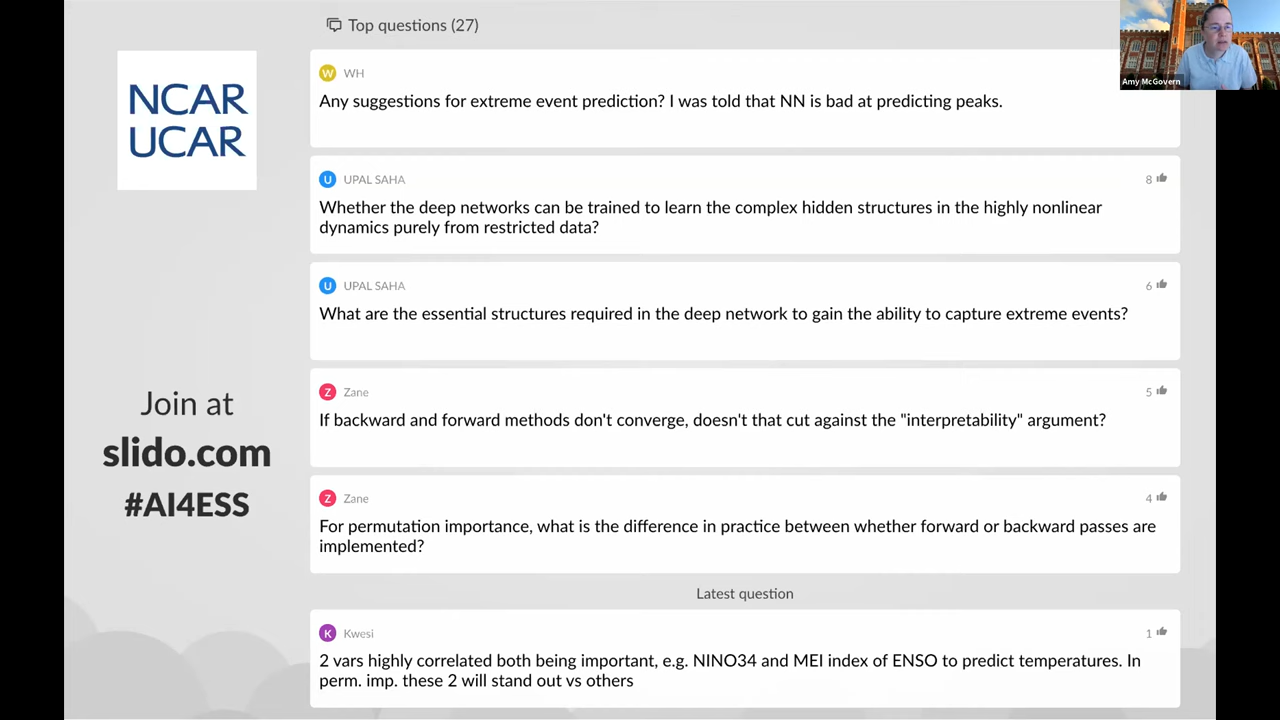 Top questions (27)
Amy McGovern
NCAR
UCAR
W WH
Any suggestions for extreme event prediction? I was told that NN is bad at predicting peaks.
U UPAL SAHA 8
Whether the deep networks can be trained to learn the complex hidden structures in the highly nonlinear
dynamics purely from restricted data?
U UPAL SAHA 6
What are the essential structures required in the deep network to gain the ability to capture extreme events?
Z Zane 5
If backward and forward methods don't converge, doesn't that cut against the "interpretability" argument?
Join at
slido.com
#AI4ESS
Z Zane 4
For permutation importance, what is the difference in practice between whether forward or backward passes are
implemented?
Latest question
K Kwesi 1
2 vars highly correlated both being important, e.g. NINO34 and MEI index of ENSO to predict temperatures. In
perm. imp. these 2 will stand out vs others